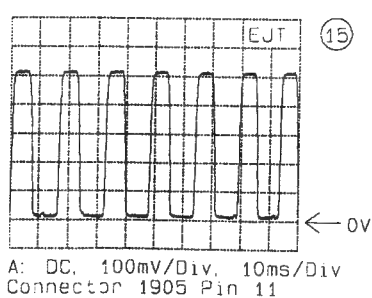 EJT
15
0V
A: DC, 100mV/Div, 10ms/Div
Connector 1905 Pin 11